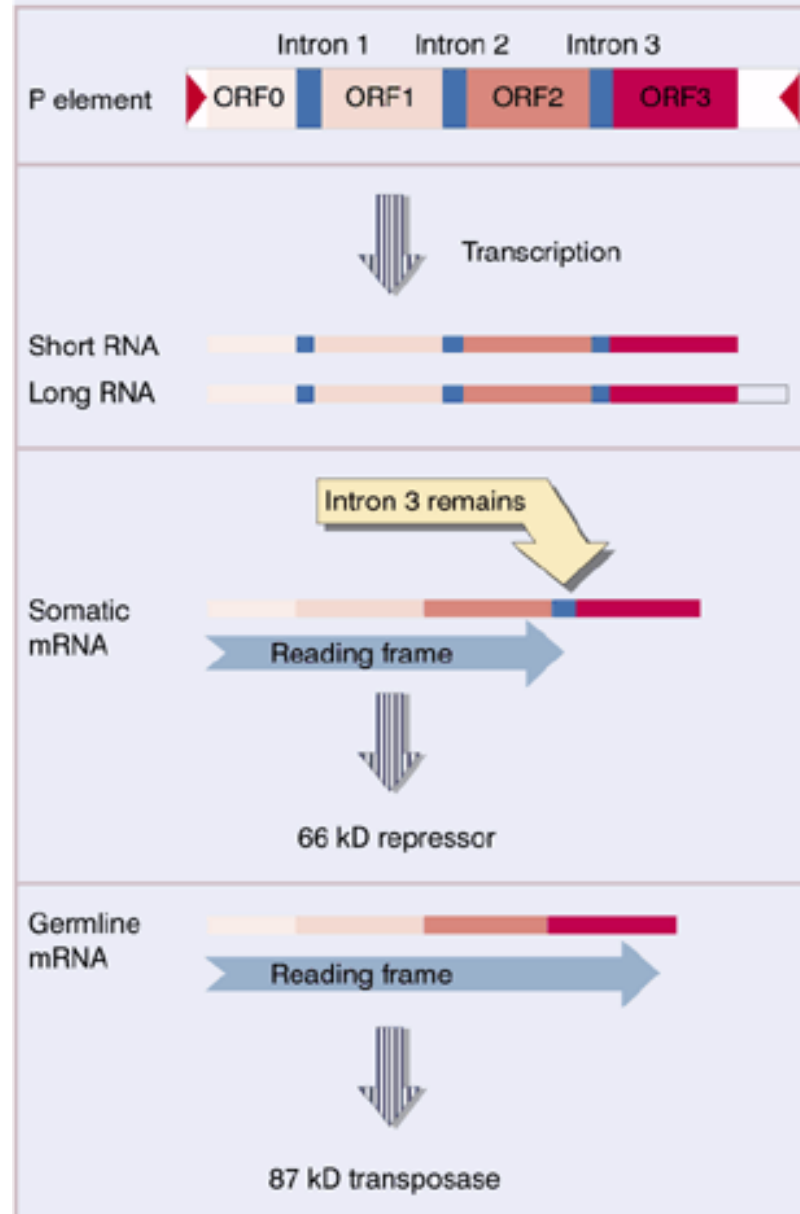 Intron 1 Intron 2 Intron 3
P element ORF0 ORF1 ORF2 ORF3
Transcription
Short RNA
Long RNA
Intron 3 remains
Somatic
mRNA
Reading frame
66 kD repressor
Germline
mRNA
Reading frame
87 kD transposase